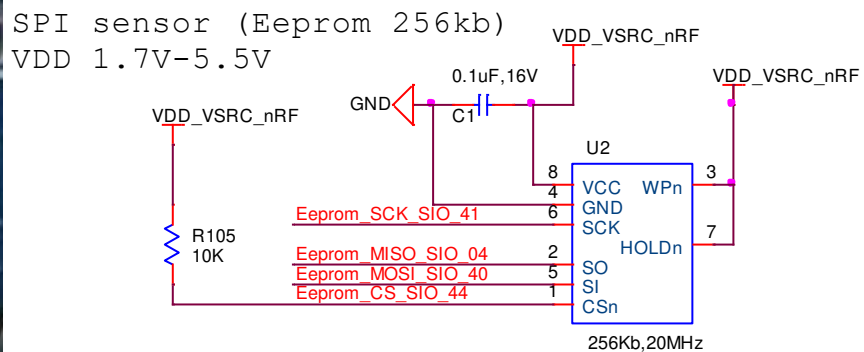 SPI sensor (Eeprom 256kb)
VDD 1.7V-5.5V
VDD_VSRC_nRF
VDD_VSRC_nRF
0.1uF,16V
GND
C1
VDD_VSRC_nRF
U2
8
VCC
WPn
3
4
GND
Eeprom_SCK_SIO_41
6
SCK
HOLDn
7
R105
10K
Eeprom_MISO_SIO_04
2
SO
Eeprom_MOSI_SIO_40
5
SI
Eeprom_CS_SIO_44
1
CSn
256Kb,20MHz